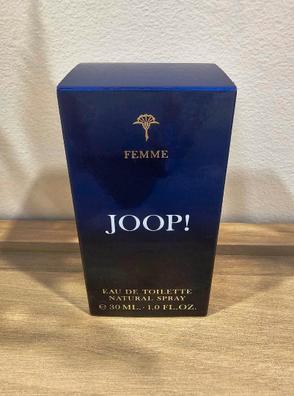 FEMME
JOOP!
EAU DE TOILETTE
NATURAL SPRAY
℮ 30 ML. - 1.0 FL.OZ.